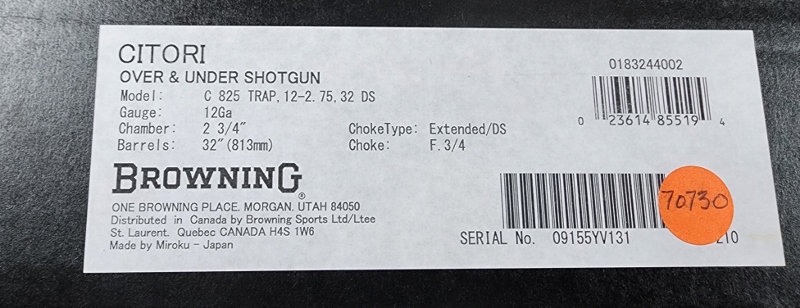 CITORI
OVER & UNDER SHOTGUN
Model: C 825 TRAP,12-2.75,32 DS
Gauge: 12Ga
Chamber: 2 3/4" ChokeType: Extended/DS
Barrels: 32"(813mm) Choke: F.3/4
BROWNING®
ONE BROWNING PLACE. MORGAN. UTAH 84050
Distributed in Canada by Browning Sports Ltd/Ltee
St. Laurent. Quebec CANADA H4S 1W6
Made by Miroku - Japan
0183244002
0 23614 85519 4
70730
SERIAL No. 09155YV131